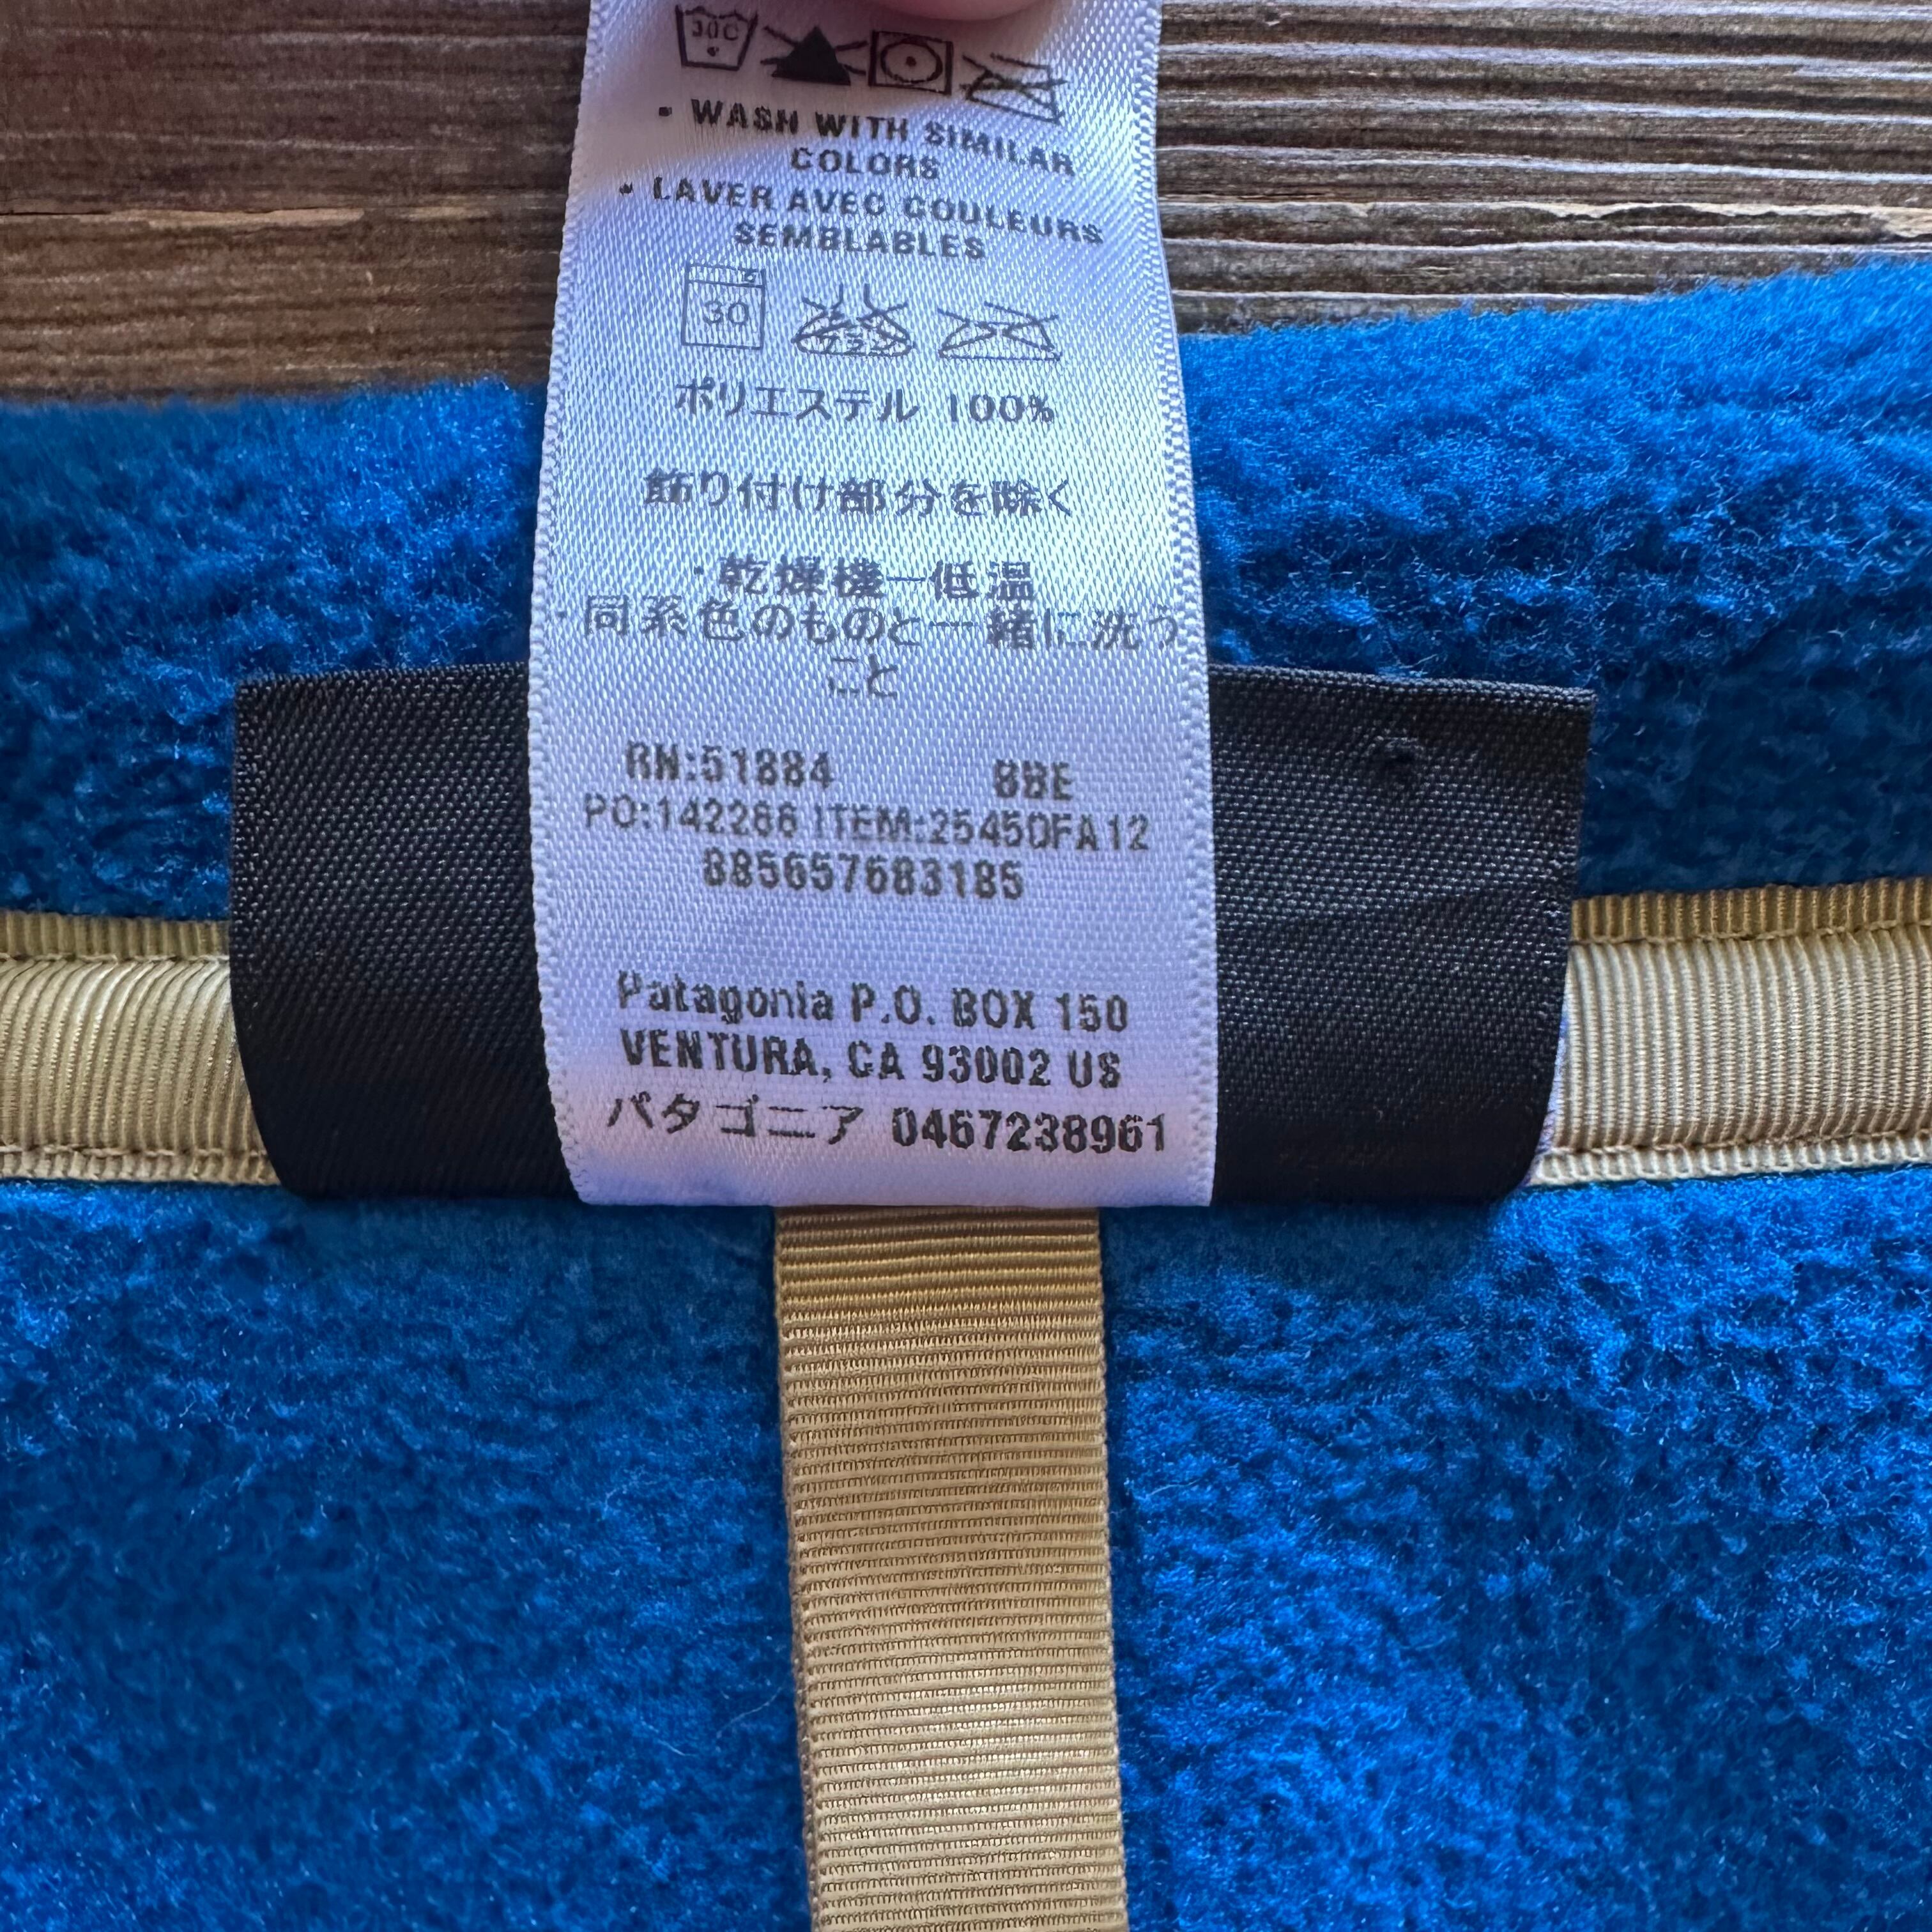 30C
• WASH WITH SIMILAR
COLORS
• LAVER AVEC COULEURS
SEMBLABLES
30
ポリエステル 100%
飾り付け部分を除く
・乾燥機一低温
・同系色のものと一緒に洗う
こと
RN:51884 BBE
PO:142266 ITEM:25450FA12
885657683185
Patagonia P.O. BOX 150
VENTURA, CA 93002 US
パタゴニア 0467238961